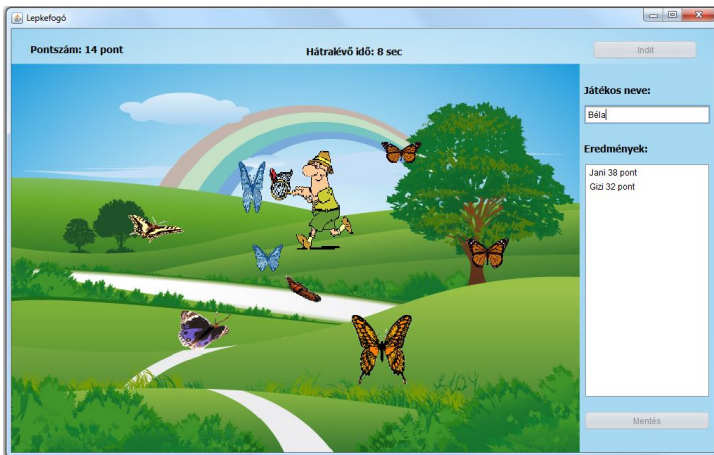 Lepkefogó
Pontszám: 14 pont
Hátralévő idő: 8 sec
Indít
Játékos neve:
Béla
Eredmények:
Jani 38 pont
Gizi 32 pont
Mentés